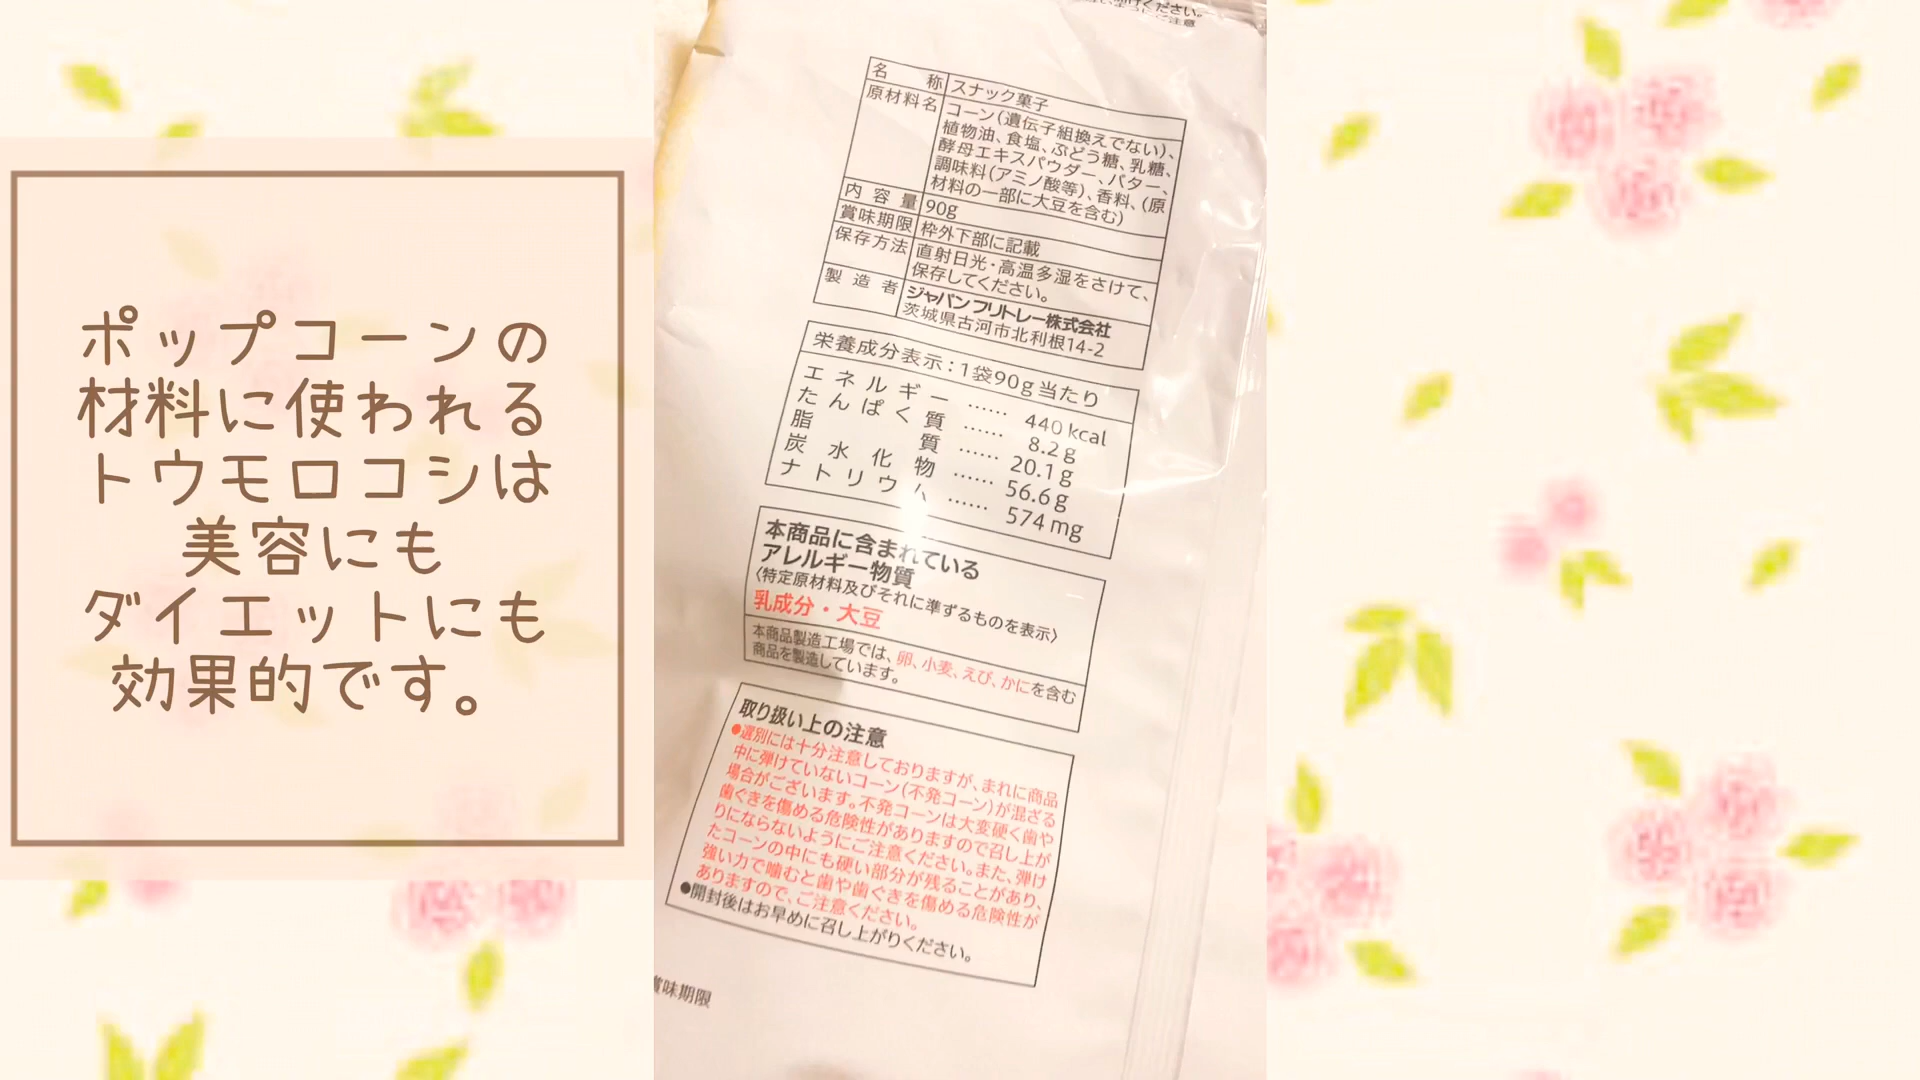 ポップコーンの
材料に使われる
トウモロコシは
美容にも
ダイエットにも
効果的です。
ください。
注意
名称 スナック菓子
原材料名 コーン(遺伝子組換えでない)、
植物油、食塩、ぶどう糖、乳糖、
酵母エキスパウダー、バター、
調味料(アミノ酸等)、香料、(原
材料の一部に大豆を含む)
内容量 90g
賞味期限 枠外下部に記載
保存方法 直射日光・高温多湿をさけて、
保存してください。
製造者 ジャパンフリトレー株式会社
茨城県古河市北利根14-2
栄養成分表示:1袋90g当たり
エネルギー …… 440kcal
たんぱく質 …… 8.2g
脂質 …… 20.1g
炭水化物 …… 56.6g
ナトリウム …… 574mg
本商品に含まれている
アレルギー物質
〈特定原材料及びそれに準ずるものを表示〉
乳成分・大豆
本商品製造工場では、卵、小麦、えび、かにを含む
商品を製造しています。
取り扱い上の注意
●選別には十分注意しておりますが、まれに商品
中に弾けていないコーン(不発コーン)が混ざる
場合がございます。不発コーンは大変硬く歯や
歯ぐきを傷める危険性がありますので召し上が
りにならないようにご注意ください。また、弾け
たコーンの中にも硬い部分が残ることがあり、
強い力で噛むと歯や歯ぐきを傷める危険性が
ありますので、ご注意ください。
●開封後はお早めに召し上がりください。
賞味期限